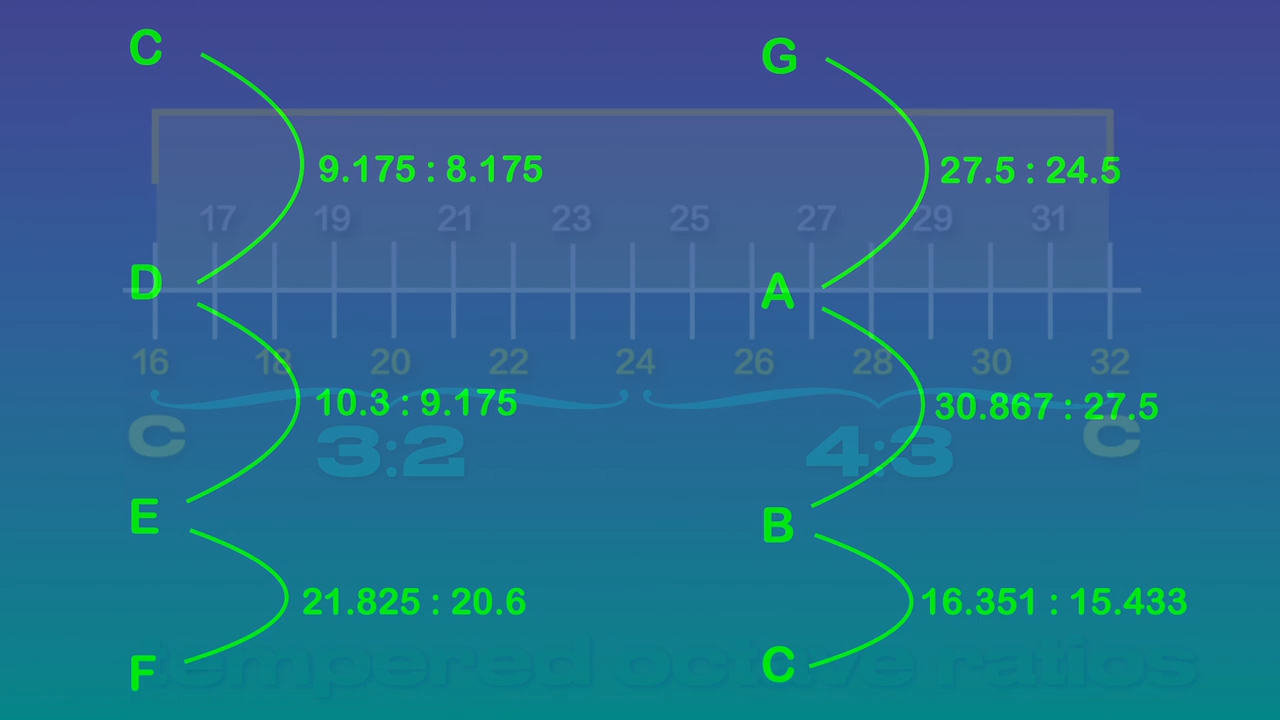 C
G
9.175 : 8.175
27.5 : 24.5
17 19 21 23 25 27 29 31
D
A
16 18 20 22 24 26 28 30 32
10.3 : 9.175
30.867 : 27.5
C
3:2
4:3
C
E
B
21.825 : 20.6
16.351 : 15.433
F
C
tempered octave ratios